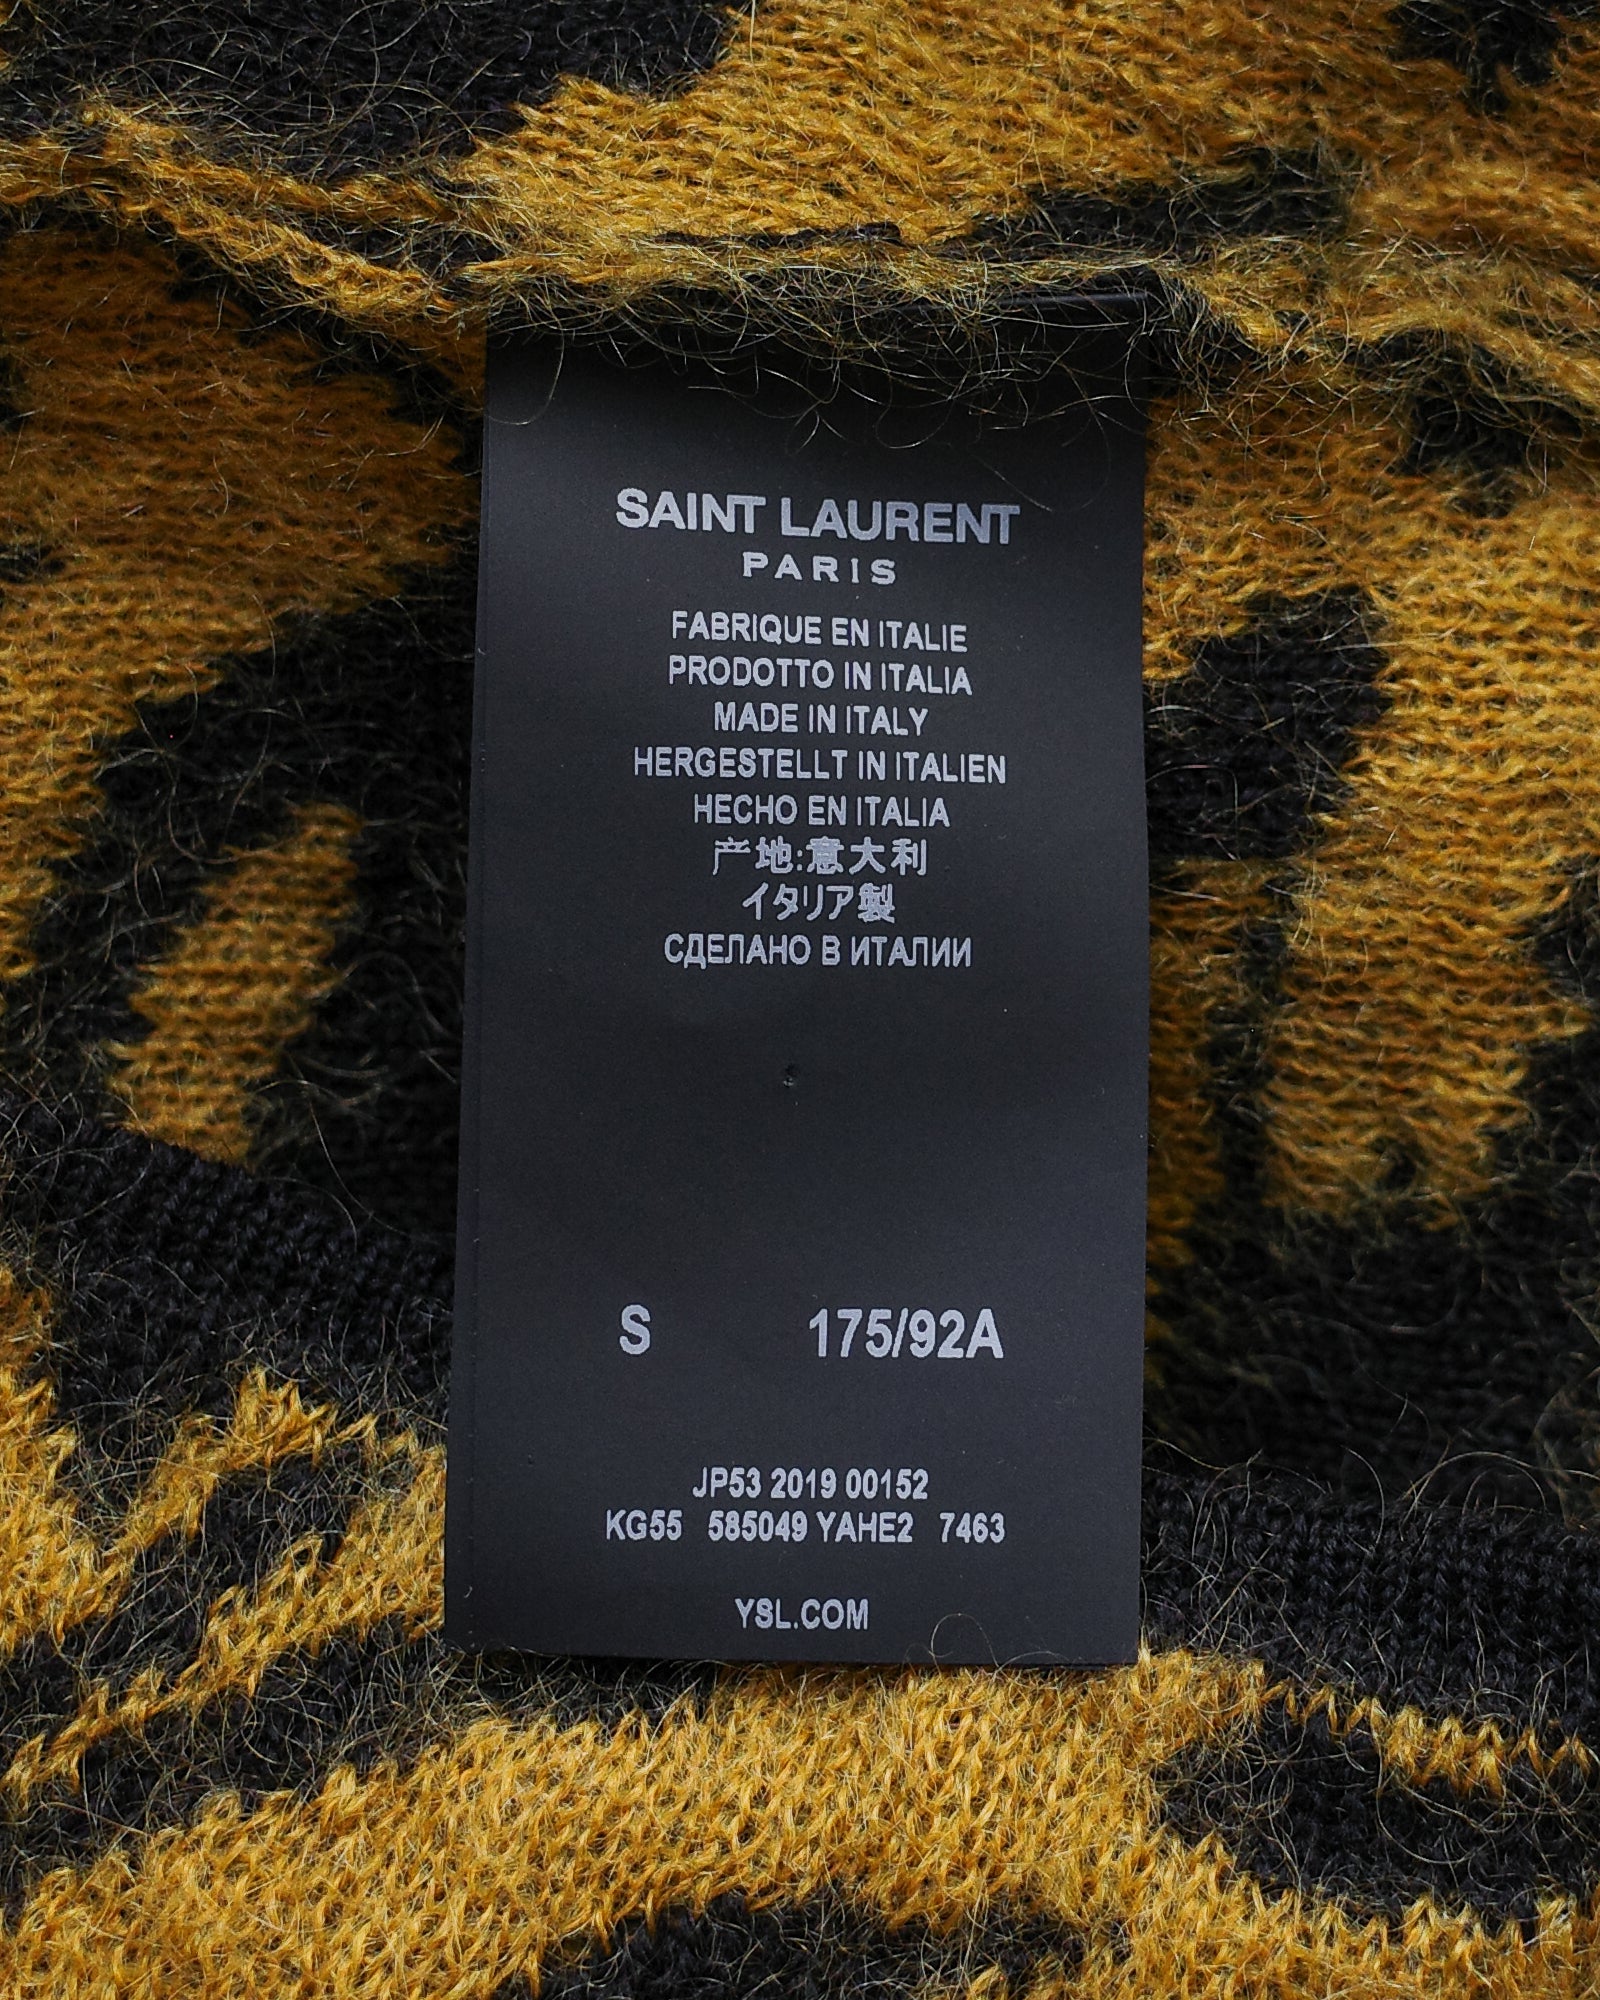 SAINT LAURENT
PARIS
FABRIQUE EN ITALIE
PRODOTTO IN ITALIA
MADE IN ITALY
HERGESTELLT IN ITALIEN
HECHO EN ITALIA
产地:意大利
イタリア製
СДЕЛАНО В ИТАЛИИ
S 175/92A
JP53 2019 00152
KG55 585049 YAHE2 7463
YSL.COM